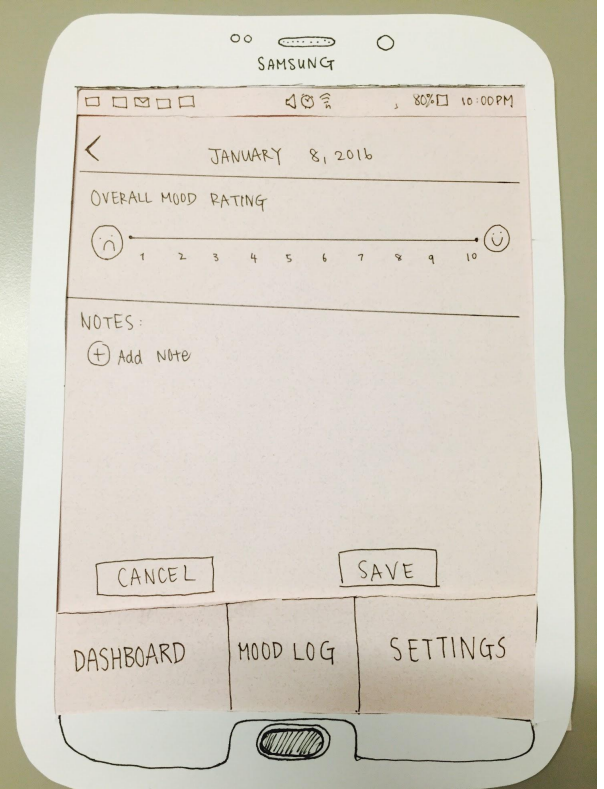 SAMSUNG
80% 10:00PM
JANUARY 8, 2016
OVERALL MOOD RATING
1 2 3 4 5 6 7 8 9 10
NOTES:
+ Add Note
CANCEL SAVE
DASHBOARD MOOD LOG SETTINGS